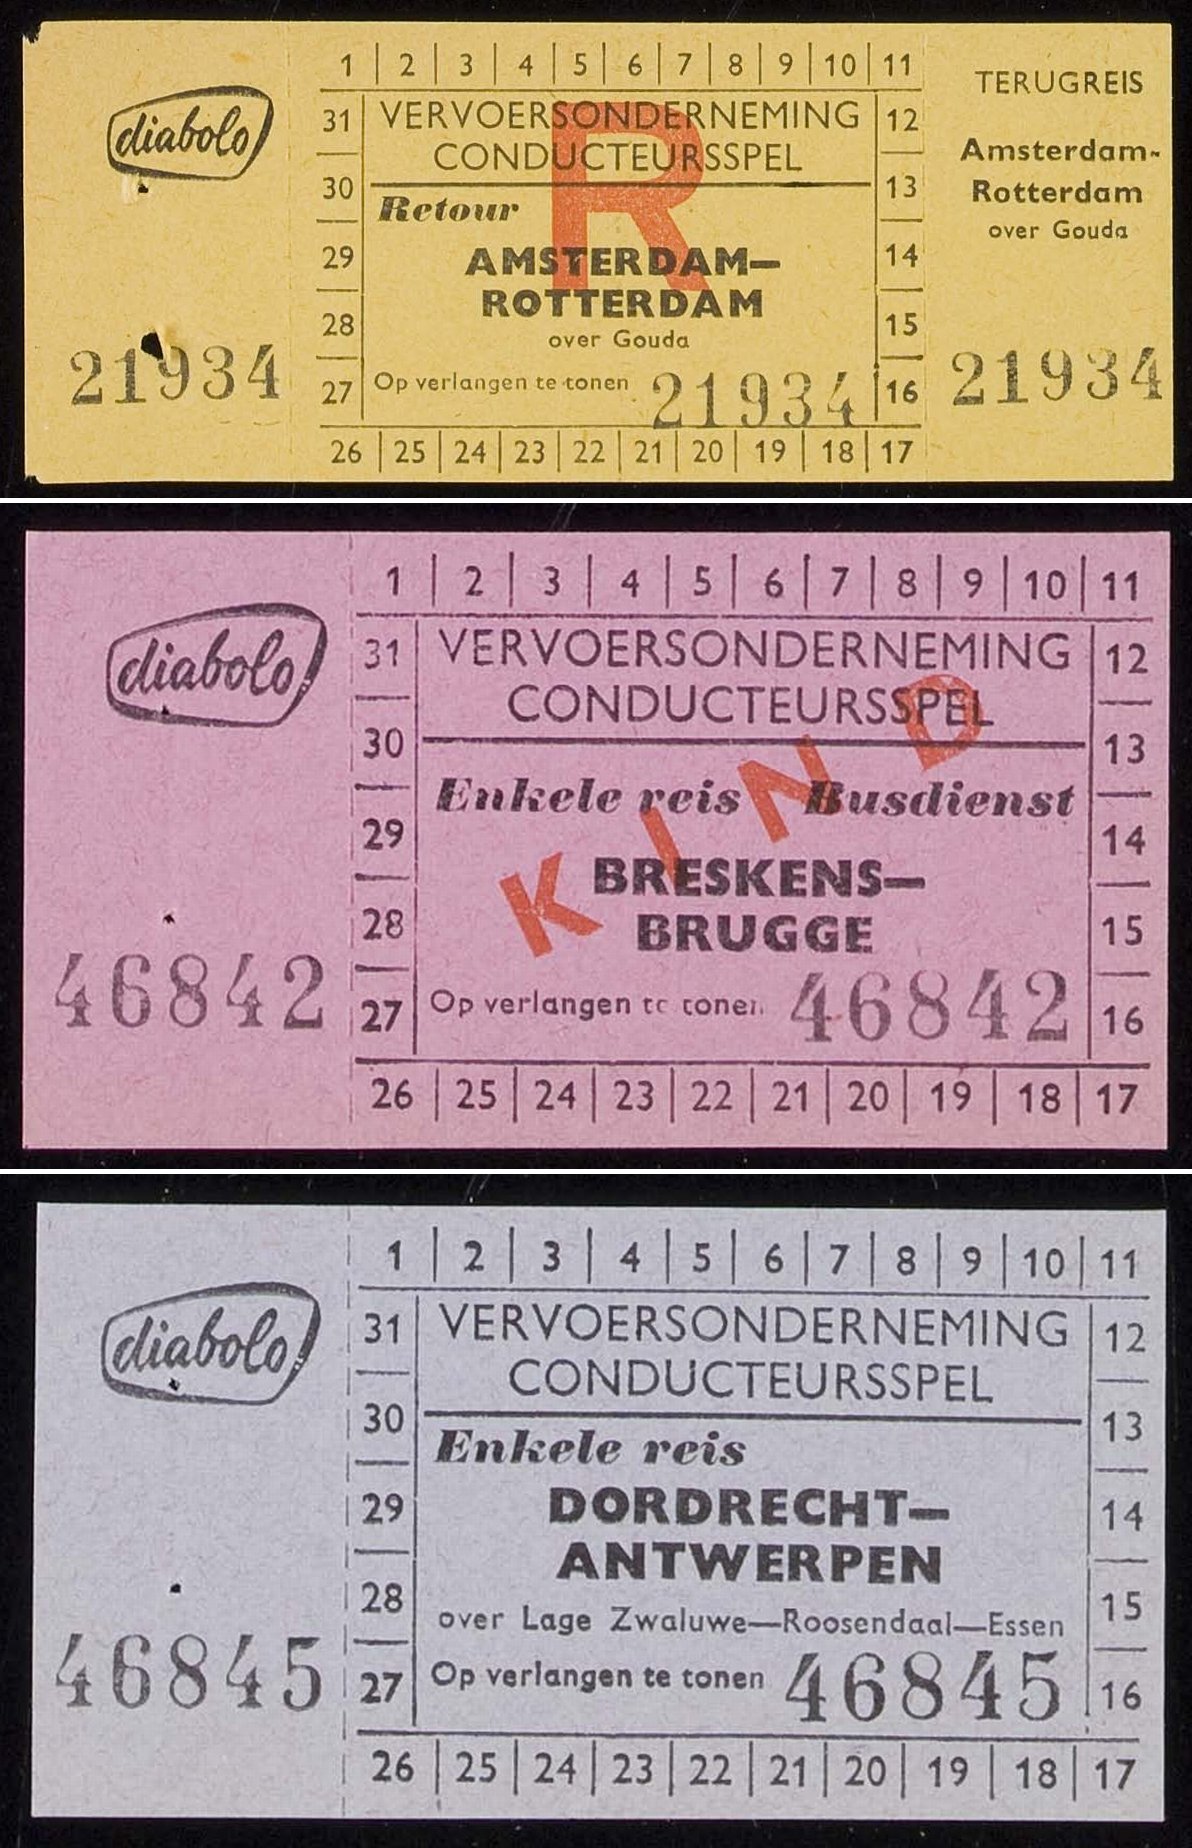 1 2 3 4 5 6 7 8 9 10 11
diabolo
31 VERVOERSONDERNEMING 12
CONDUCTEURSSPEL
R
30 13
Retour
29 AMSTERDAM— 14
ROTTERDAM
28 over Gouda 15
27 Op verlangen te tonen 21934 16
26 25 24 23 22 21 20 19 18 17
21934
TERUGREIS
Amsterdam-
Rotterdam
over Gouda
21934
1 2 3 4 5 6 7 8 9 10 11
diabolo
31 VERVOERSONDERNEMING 12
CONDUCTEURSSPEL
30 13
Enkele reis Busdienst
KIND
29 BRESKENS— 14
28 BRUGGE 15
27 Op verlangen te tonen 46842 16
46842
26 25 24 23 22 21 20 19 18 17
1 2 3 4 5 6 7 8 9 10 11
diabolo
31 VERVOERSONDERNEMING 12
CONDUCTEURSSPEL
30 13
Enkele reis
29 DORDRECHT— 14
ANTWERPEN
28 over Lage Zwaluwe—Roosendaal—Essen 15
27 Op verlangen te tonen 46845 16
46845
26 25 24 23 22 21 20 19 18 17